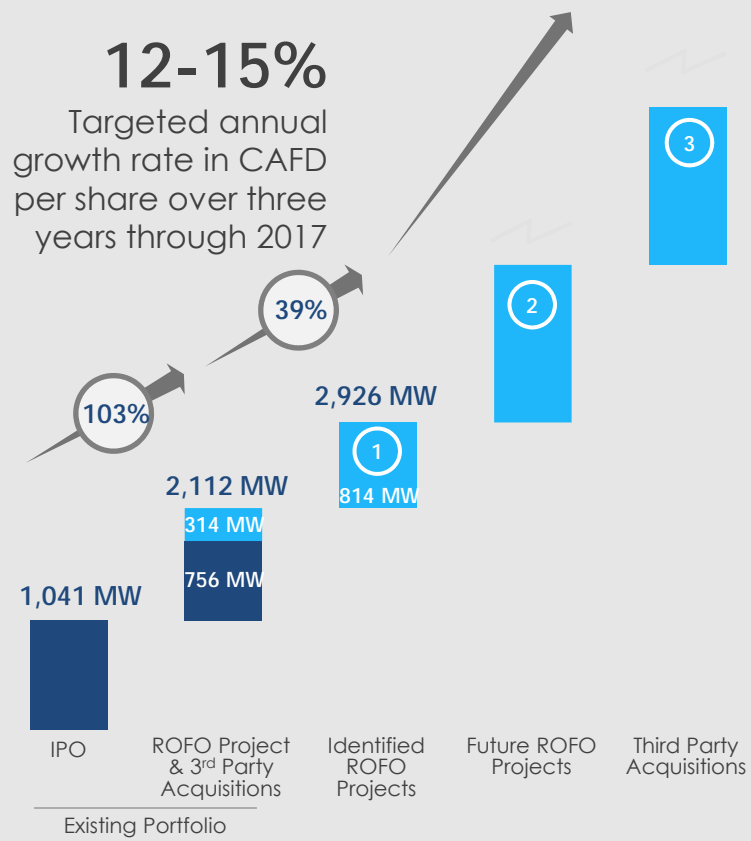 12-15%
Targeted annual
growth rate in CAFD
per share over three
years through 2017
3
2
39%
103%
2,926 MW
1
814 MW
2,112 MW
314 MW
756 MW
1,041 MW
IPO
ROFO Project
& 3rd Party
Acquisitions
Identified
ROFO
Projects
Future ROFO
Projects
Third Party
Acquisitions
Existing Portfolio